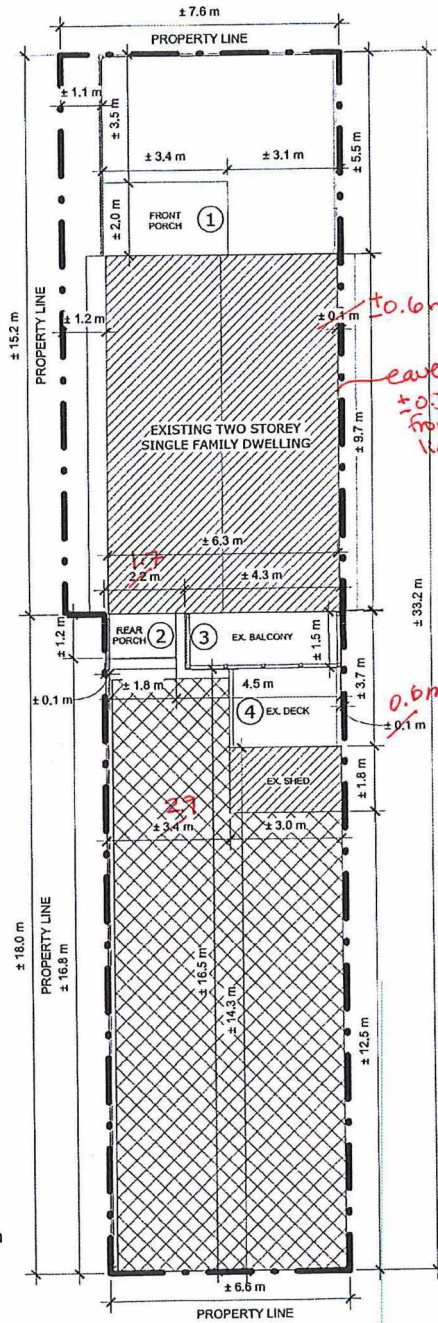 ± 7.6 m
PROPERTY LINE
± 1.1 m
± 3.5 m
± 3.4 m
± 3.1 m
± 5.5 m
± 2.0 m
FRONT
PORCH
1
± 15.2 m
PROPERTY LINE
± 1.2 m
± 0.1 m
±0.6
eave
±0.
EXISTING TWO STOREY
SINGLE FAMILY DWELLING
± 9.7 m
± 6.3 m
1.7
2.2 m
± 4.3 m
± 33.2 m
± 1.2 m
REAR
PORCH
2
3
EX. BALCONY
± 1.5 m
± 3.7 m
± 0.1 m
± 1.8 m
4.5 m
4
EX. DECK
0.6m
± 0.1 m
EX. SHED
± 1.8 m
29
± 3.4 m
± 3.0 m
± 18.0 m
PROPERTY LINE
± 16.8 m
± 16.5 m
± 14.3 m
± 12.5 m
± 6.6 m
PROPERTY LINE